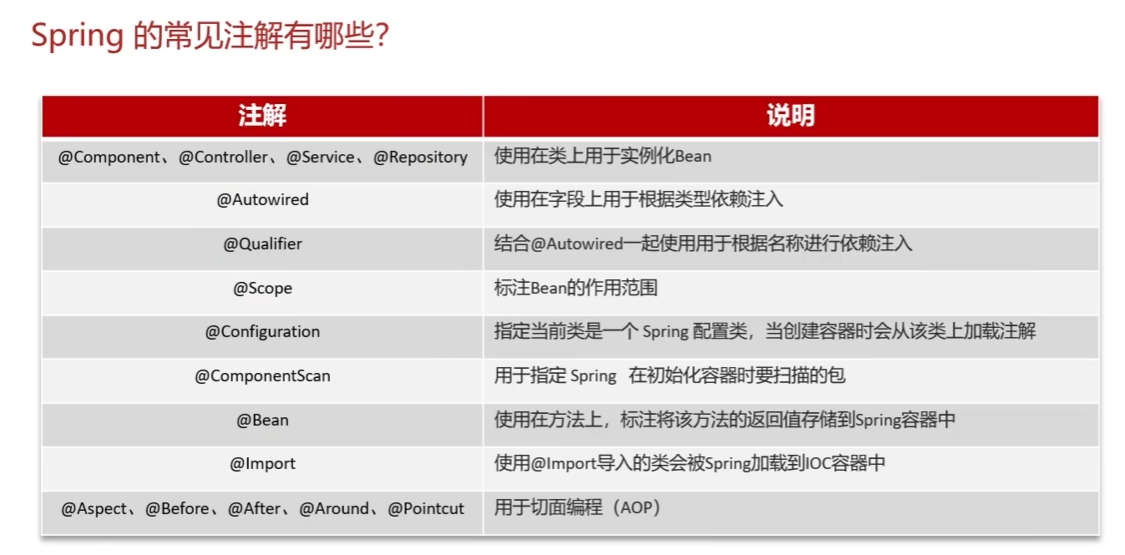 Spring 的常见注解有哪些?
注解 说明
@Component、@Controller、@Service、@Repository 使用在类上用于实例化Bean
@Autowired 使用在字段上用于根据类型依赖注入
@Qualifier 结合@Autowired一起使用用于根据名称进行依赖注入
@Scope 标注Bean的作用范围
@Configuration 指定当前类是一个 Spring 配置类，当创建容器时会从该类上加载注解
@ComponentScan 用于指定 Spring 在初始化容器时要扫描的包
@Bean 使用在方法上，标注将该方法的返回值存储到Spring容器中
@Import 使用@Import导入的类会被Spring加载到IOC容器中
@Aspect、@Before、@After、@Around、@Pointcut 用于切面编程（AOP）